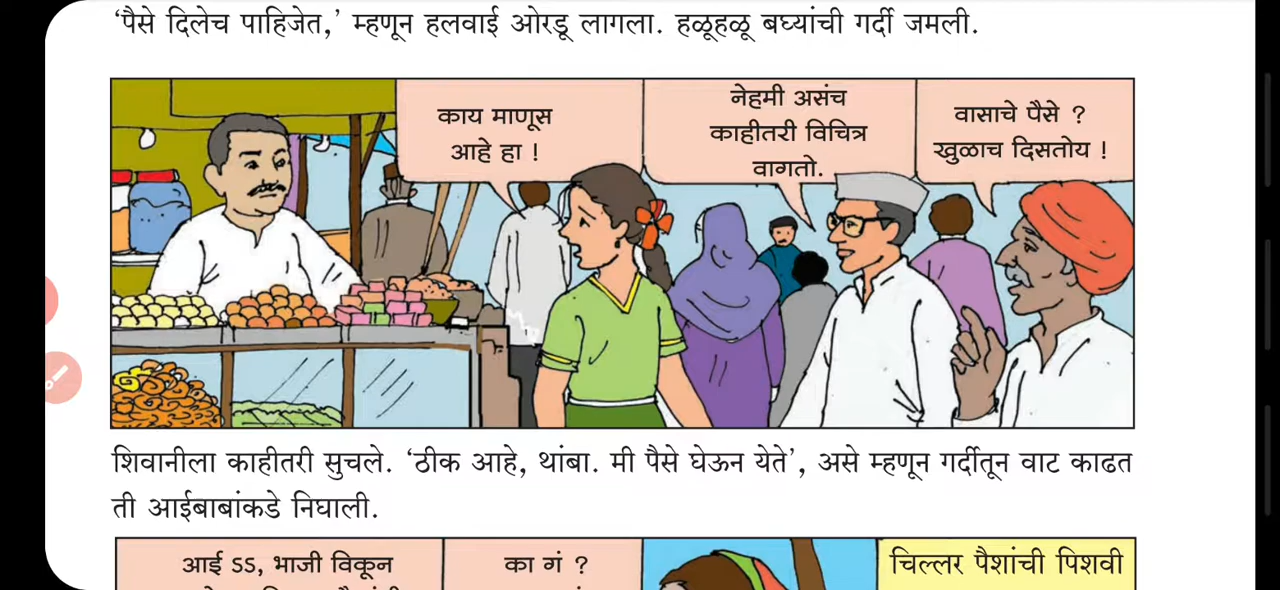 ‘पैसे दिलेच पाहिजेत,’ म्हणून हलवाई ओरडू लागला. हळूहळू बघ्यांची गर्दी जमली.
काय माणूस
आहे हा !
नेहमी असंच
काहीतरी विचित्र
वागतो.
वासाचे पैसे ?
खुळाच दिसतोय !
शिवानीला काहीतरी सुचले. ‘ठीक आहे, थांबा. मी पैसे घेऊन येते’, असे म्हणून गर्दीतून वाट काढत
ती आईबाबांकडे निघाली.
आई ऽऽ, भाजी विकून
का गं ?
चिल्लर पैशांची पिशवी